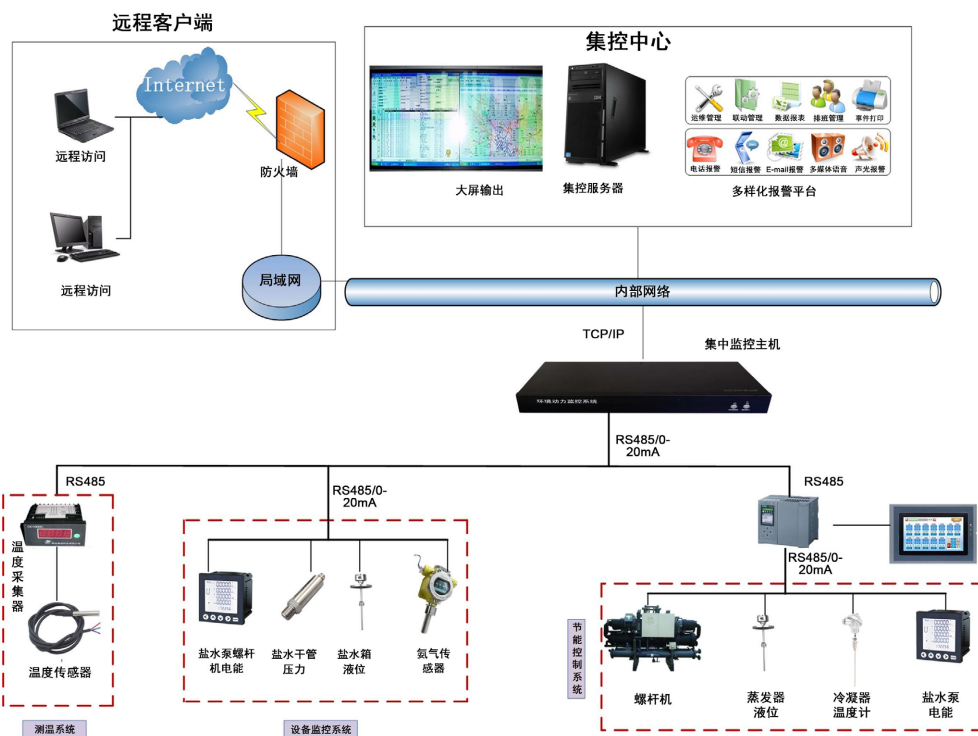 远程客户端
Internet
远程访问
防火墙
远程访问
局域网
集控中心
大屏输出
集控服务器
运维管理
联动管理
数据报表
排班管理
事件打印
电话报警
短信报警
E-mail报警
多媒体语音
声光报警
多样化报警平台
内部网络
TCP/IP
集中监控主机
环境动力监控系统
RS485/0-
20mA
RS485
RS485/0-
20mA
RS485
RS485/0-
20mA
温度采集器
温度传感器
测温系统
盐水泵螺杆
机电能
盐水干管
压力
盐水箱
液位
氨气传
感器
设备监控系统
节能控制系统
螺杆机
蒸发器
液位
冷凝器
温度计
盐水泵
电能